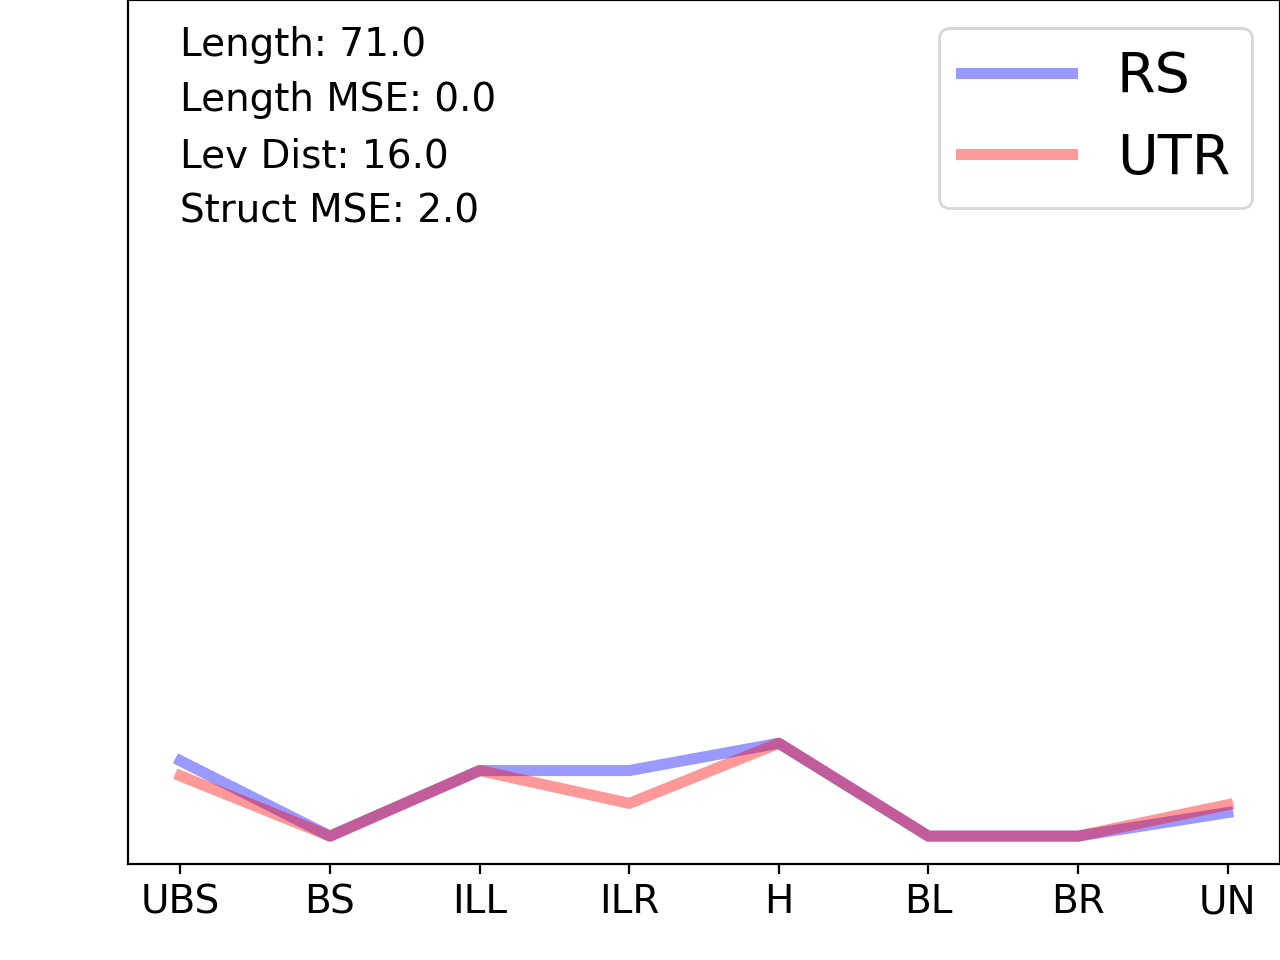 Length: 71.0
Length MSE: 0.0
Lev Dist: 16.0
Struct MSE: 2.0
RS
UTR
UBS BS ILL ILR H BL BR UN